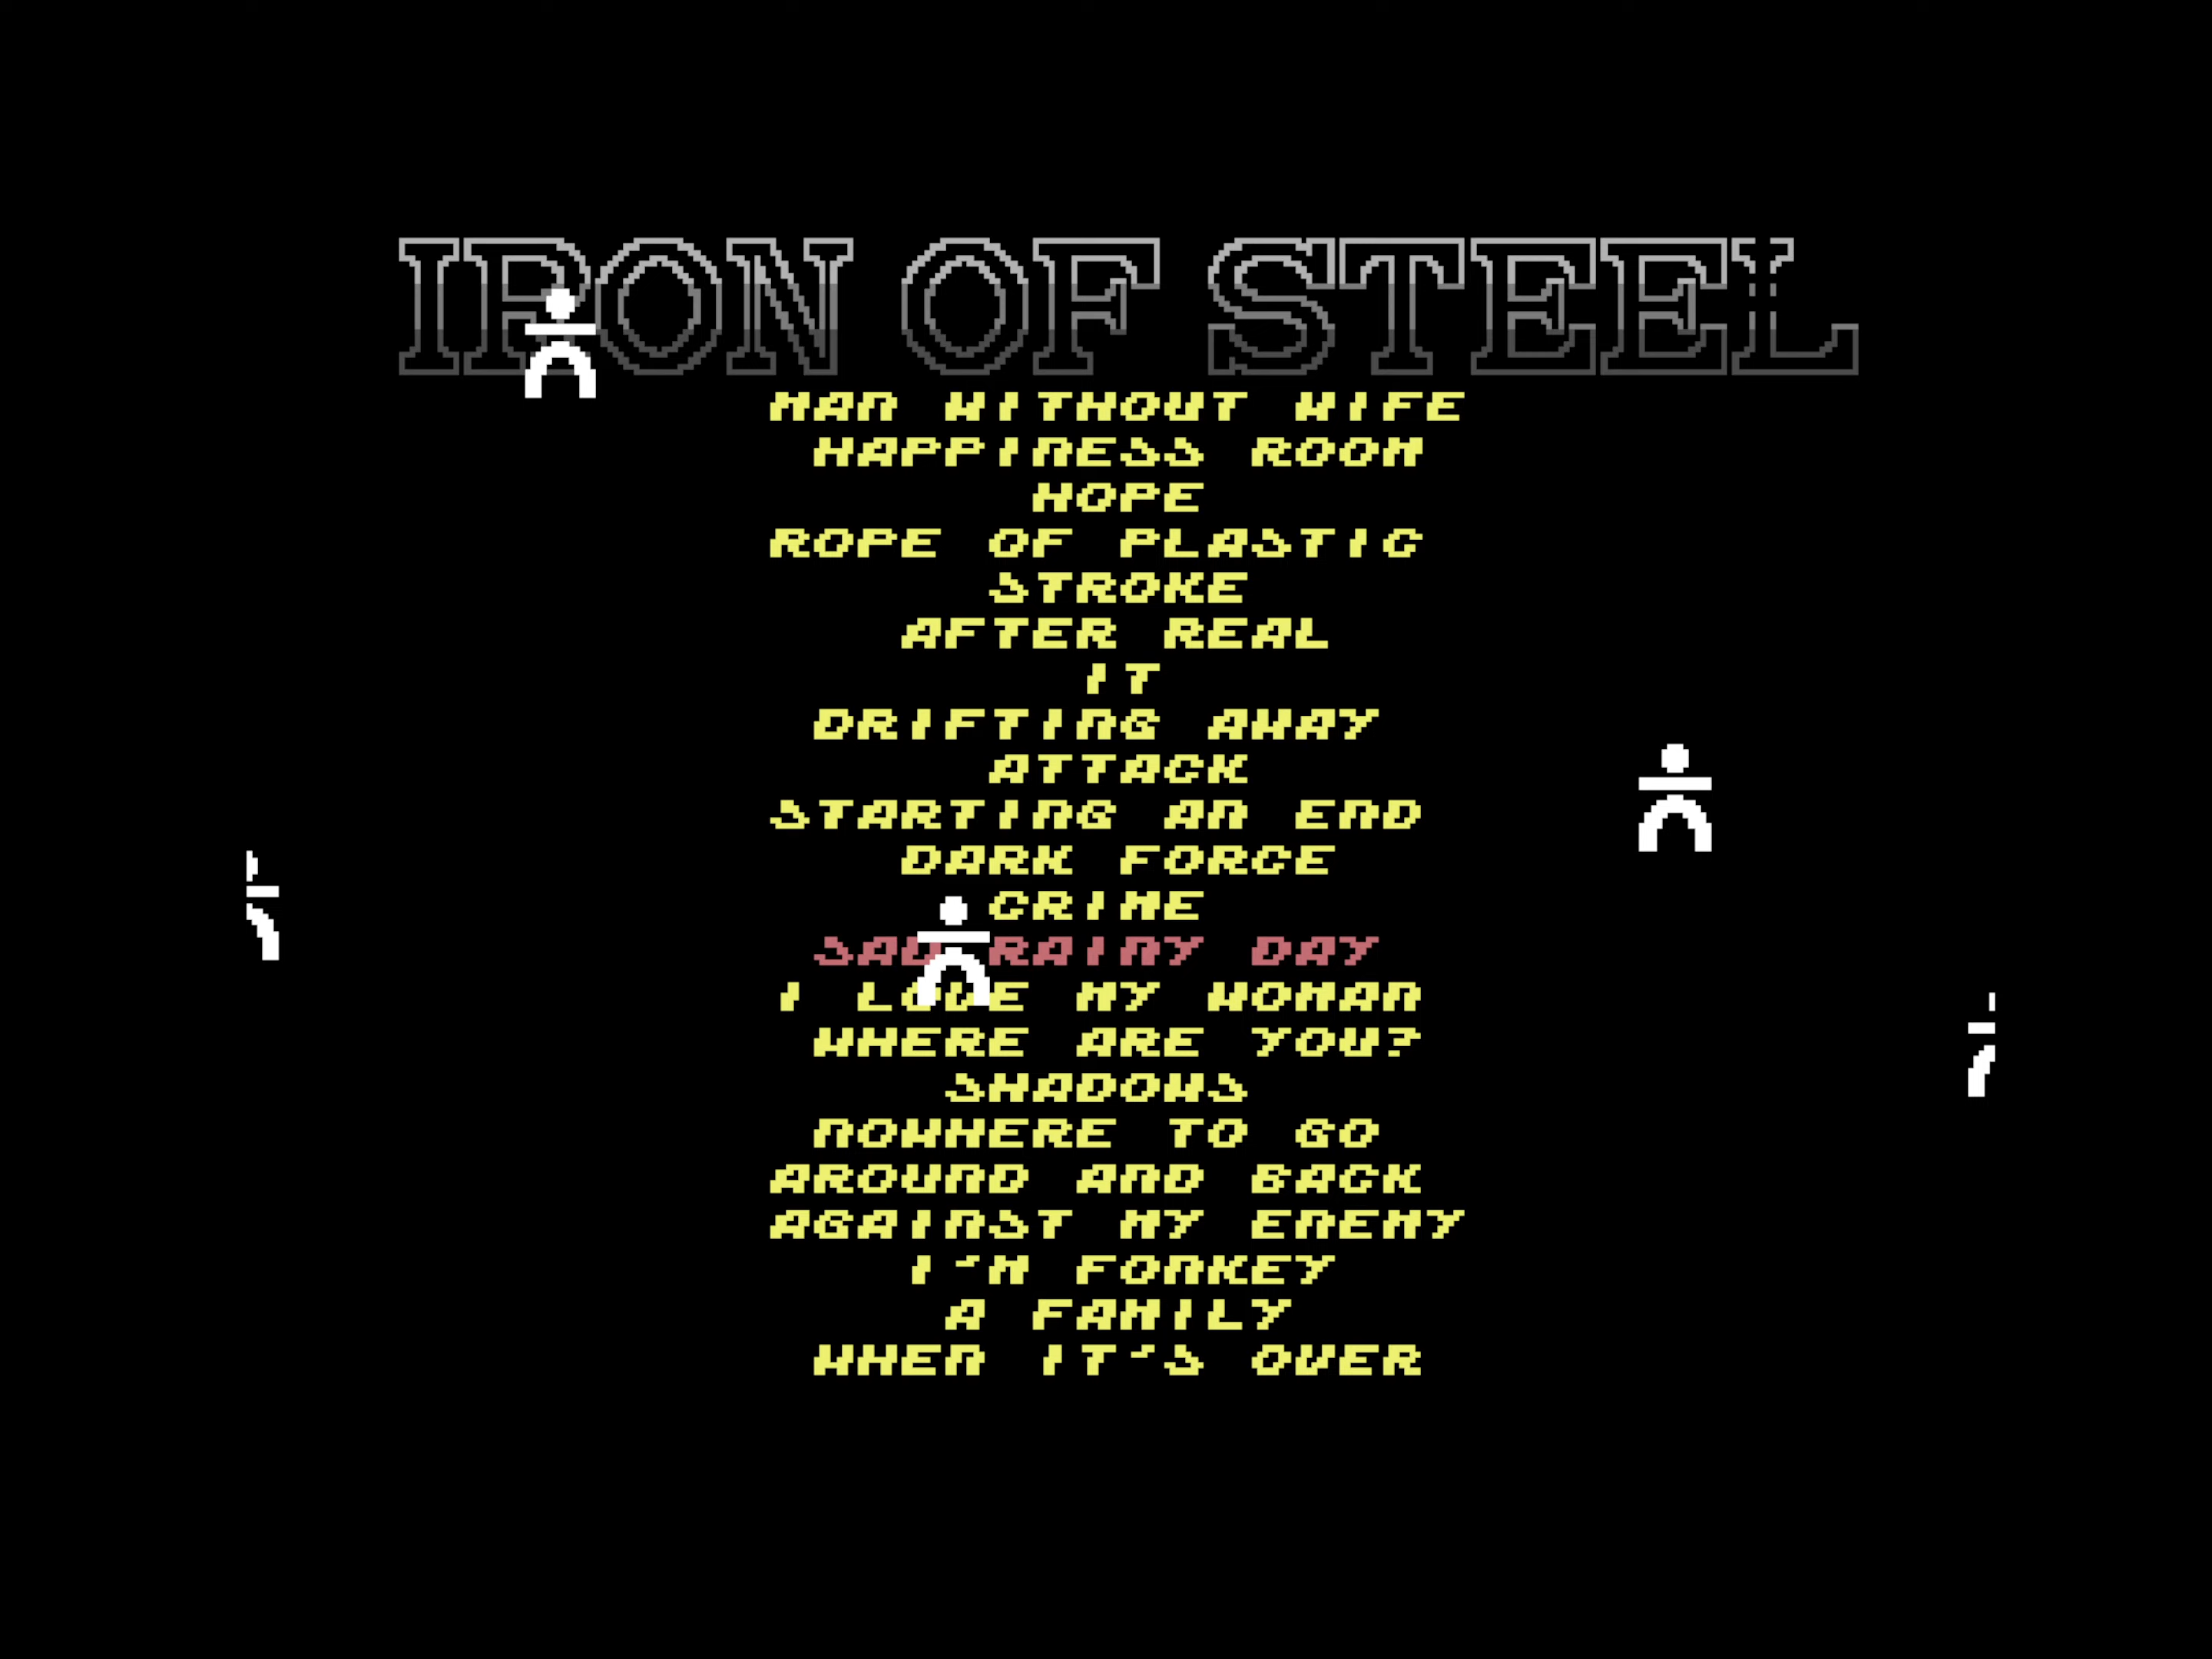 IRON OF STEEL
MAN WITHOUT WIFE
HAPPINESS ROOM
HOPE
ROPE OF PLASTIC
STROKE
AFTER REAL
IT
DRIFTING AWAY
ATTACK
STARTING AN END
DARK FORCE
CRIME
SAD RAINY DAY
I LOVE MY WOMAN
WHERE ARE YOU?
SHADOWS
NOWHERE TO GO
AROUND AND BACK
AGAINST MY ENEMY
I'M FONKEY
A FAMILY
WHEN IT'S OVER